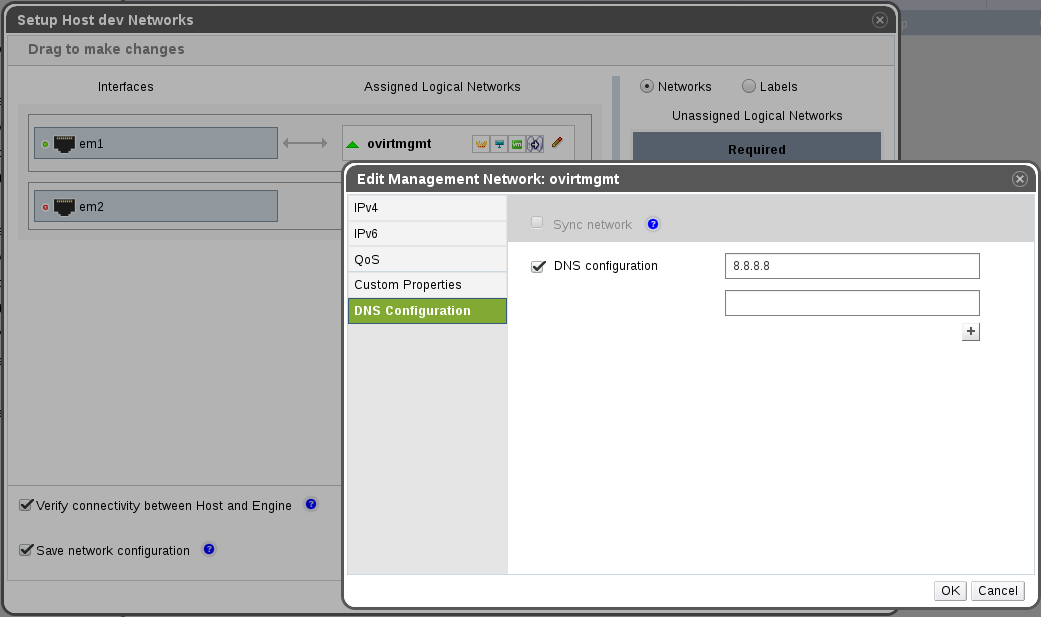 Setup Host dev Networks
Drag to make changes
Interfaces
Assigned Logical Networks
Networks
Labels
Unassigned Logical Networks
em1
ovirtmgmt
Required
em2
Verify connectivity between Host and Engine
Save network configuration
Edit Management Network: ovirtmgmt
IPv4
IPv6
QoS
Custom Properties
DNS Configuration
Sync network
DNS configuration
8.8.8.8
OK
Cancel